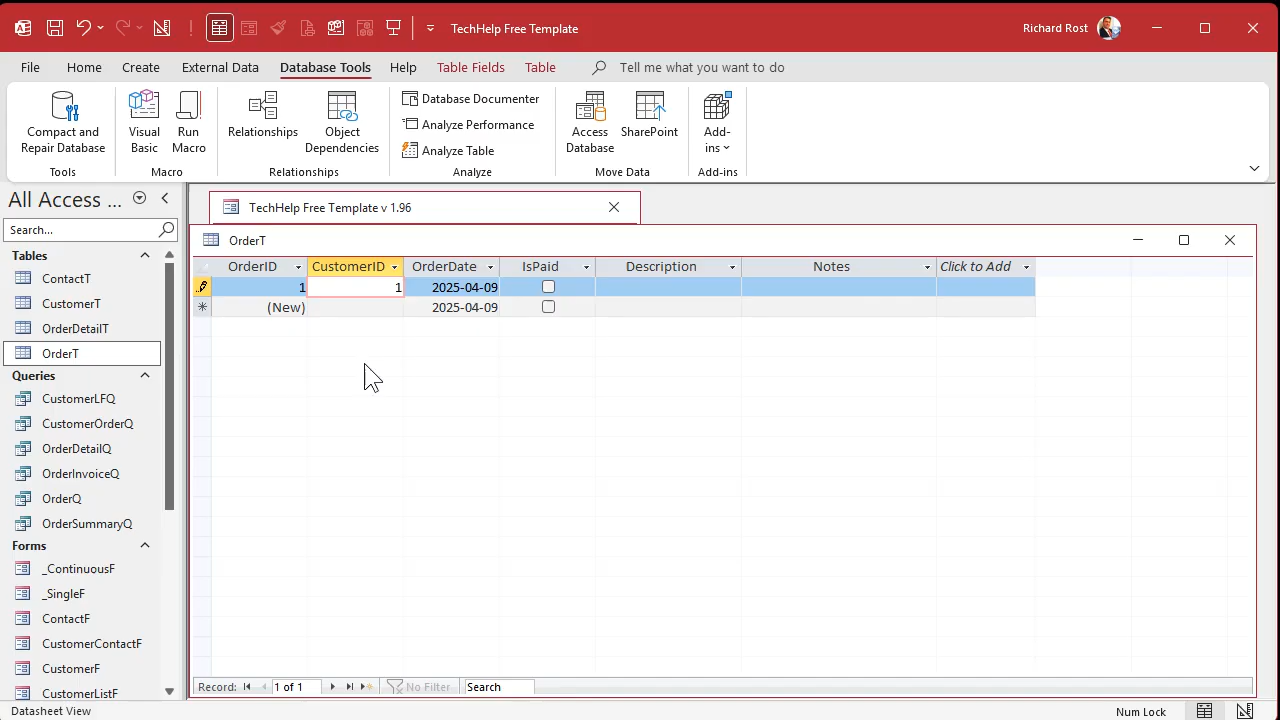 TechHelp Free Template
Richard Rost
File Home Create External Data Database Tools Help Table Fields Table Tell me what you want to do
Compact and
Repair Database
Tools
Visual
Basic
Run
Macro
Macro
Relationships
Object
Dependencies
Relationships
Database Documenter
Analyze Performance
Analyze Table
Analyze
Access
Database
SharePoint
Move Data
Add-
ins
Add-ins
All Access ...
Search...
Tables
ContactT
CustomerT
OrderDetailT
OrderT
Queries
CustomerLFQ
CustomerOrderQ
OrderDetailQ
OrderInvoiceQ
OrderQ
OrderSummaryQ
Forms
_ContinuousF
_SingleF
ContactF
CustomerContactF
CustomerF
CustomerListF
TechHelp Free Template v 1.96
OrderT
OrderID CustomerID OrderDate IsPaid Description Notes Click to Add
1 1 2025-04-09
(New) 2025-04-09
Record: 1 of 1 No Filter Search
Datasheet View
Num Lock